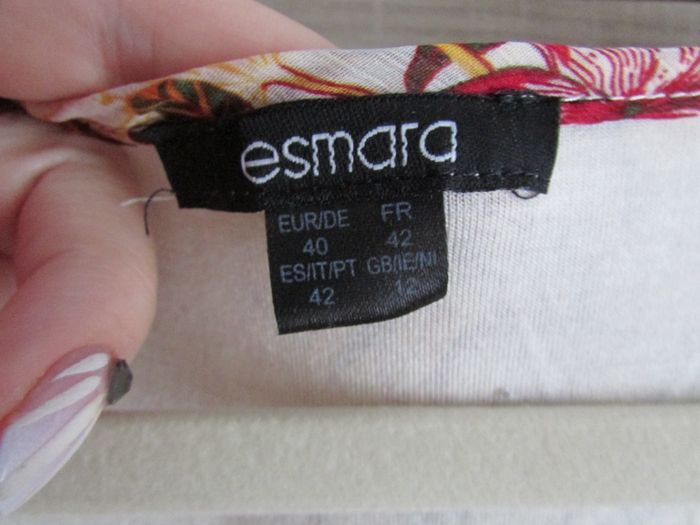 esmara
EUR/DE FR
40 42
ES/IT/PT GB/IE/NI
42 12